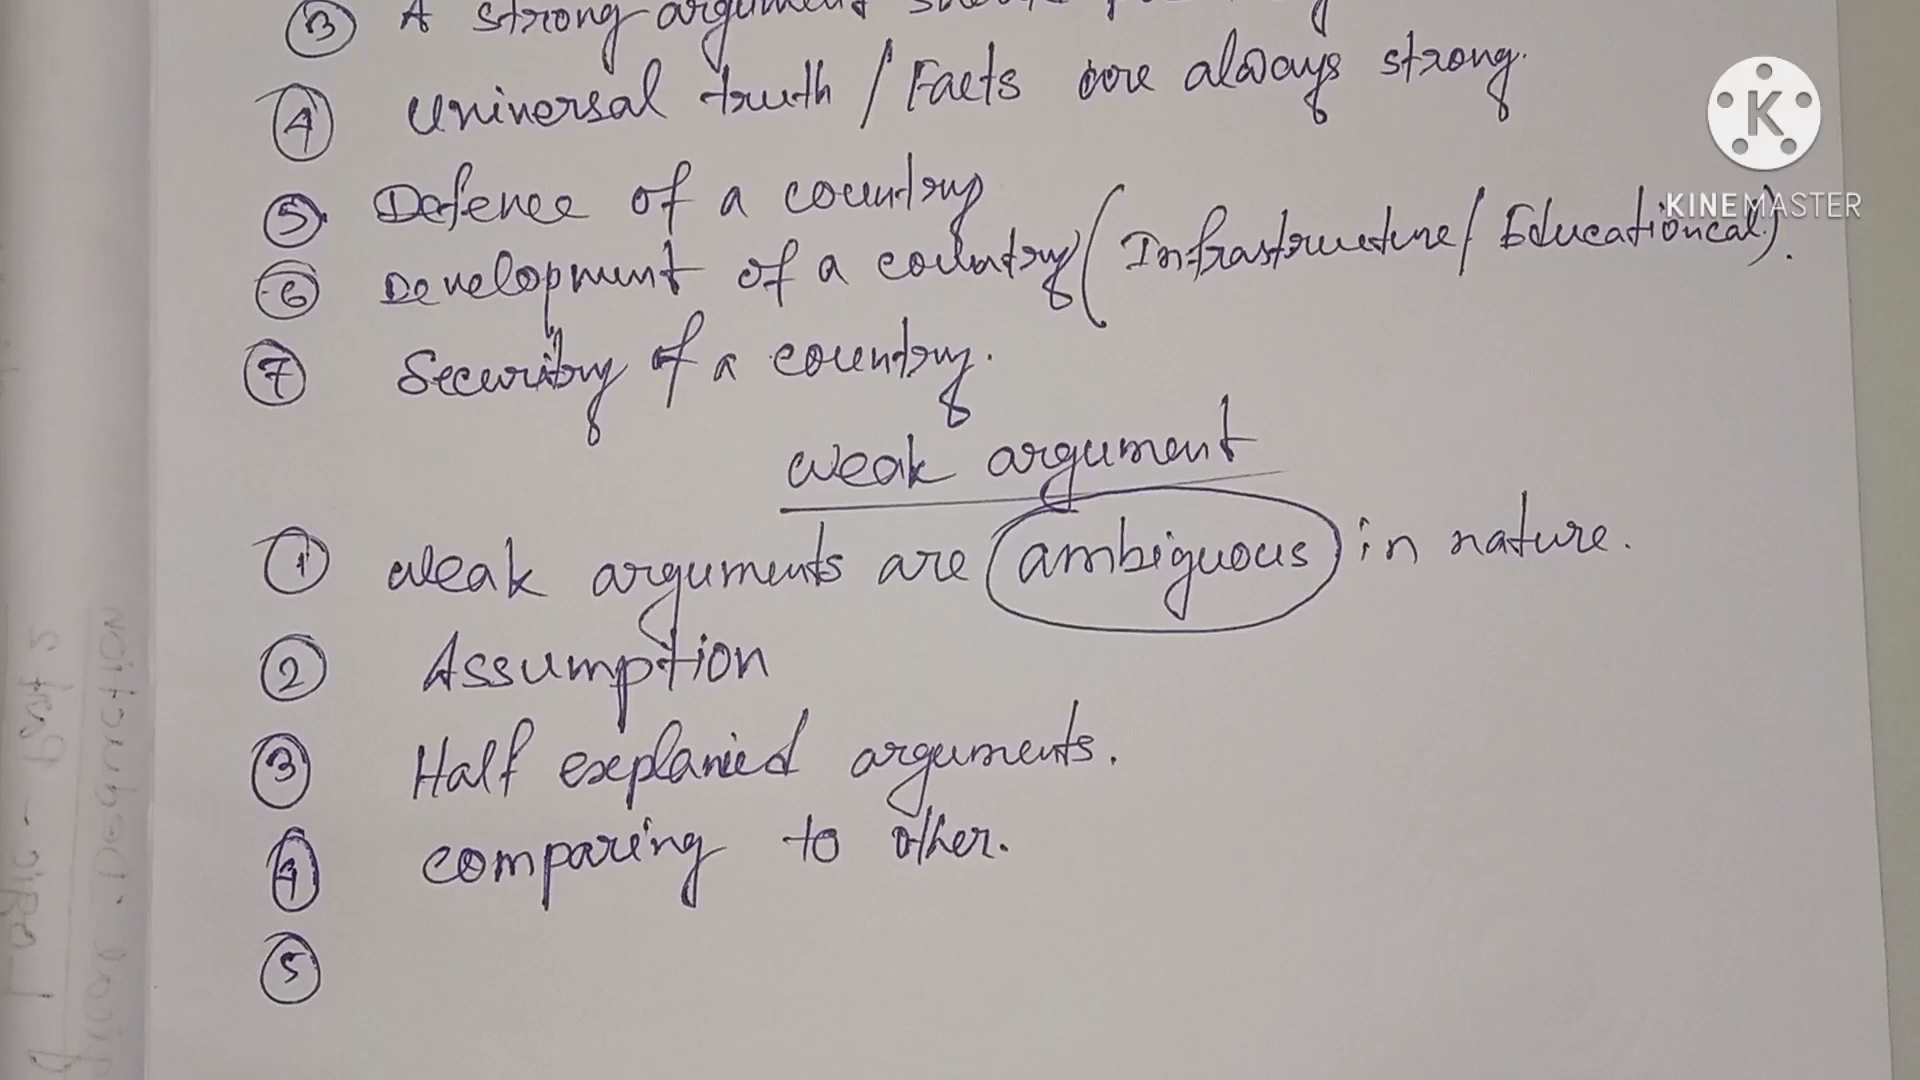 ③ A strong argument
④ Universal truth / Facts are always strong.
⑤ Defence of a country
⑥ Development of a country (Infrastructure / Educational).
⑦ Security of a country.
weak argument
① Weak arguments are ambiguous in nature.
② Assumption
③ Half explanied arguments.
④ comparing to other.
⑤
K
KINEMASTER